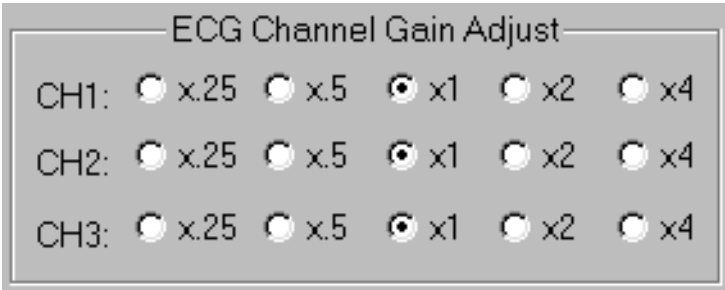 ECG Channel Gain Adjust
CH1: x.25 x.5 x1 x2 x4
CH2: x.25 x.5 x1 x2 x4
CH3: x.25 x.5 x1 x2 x4